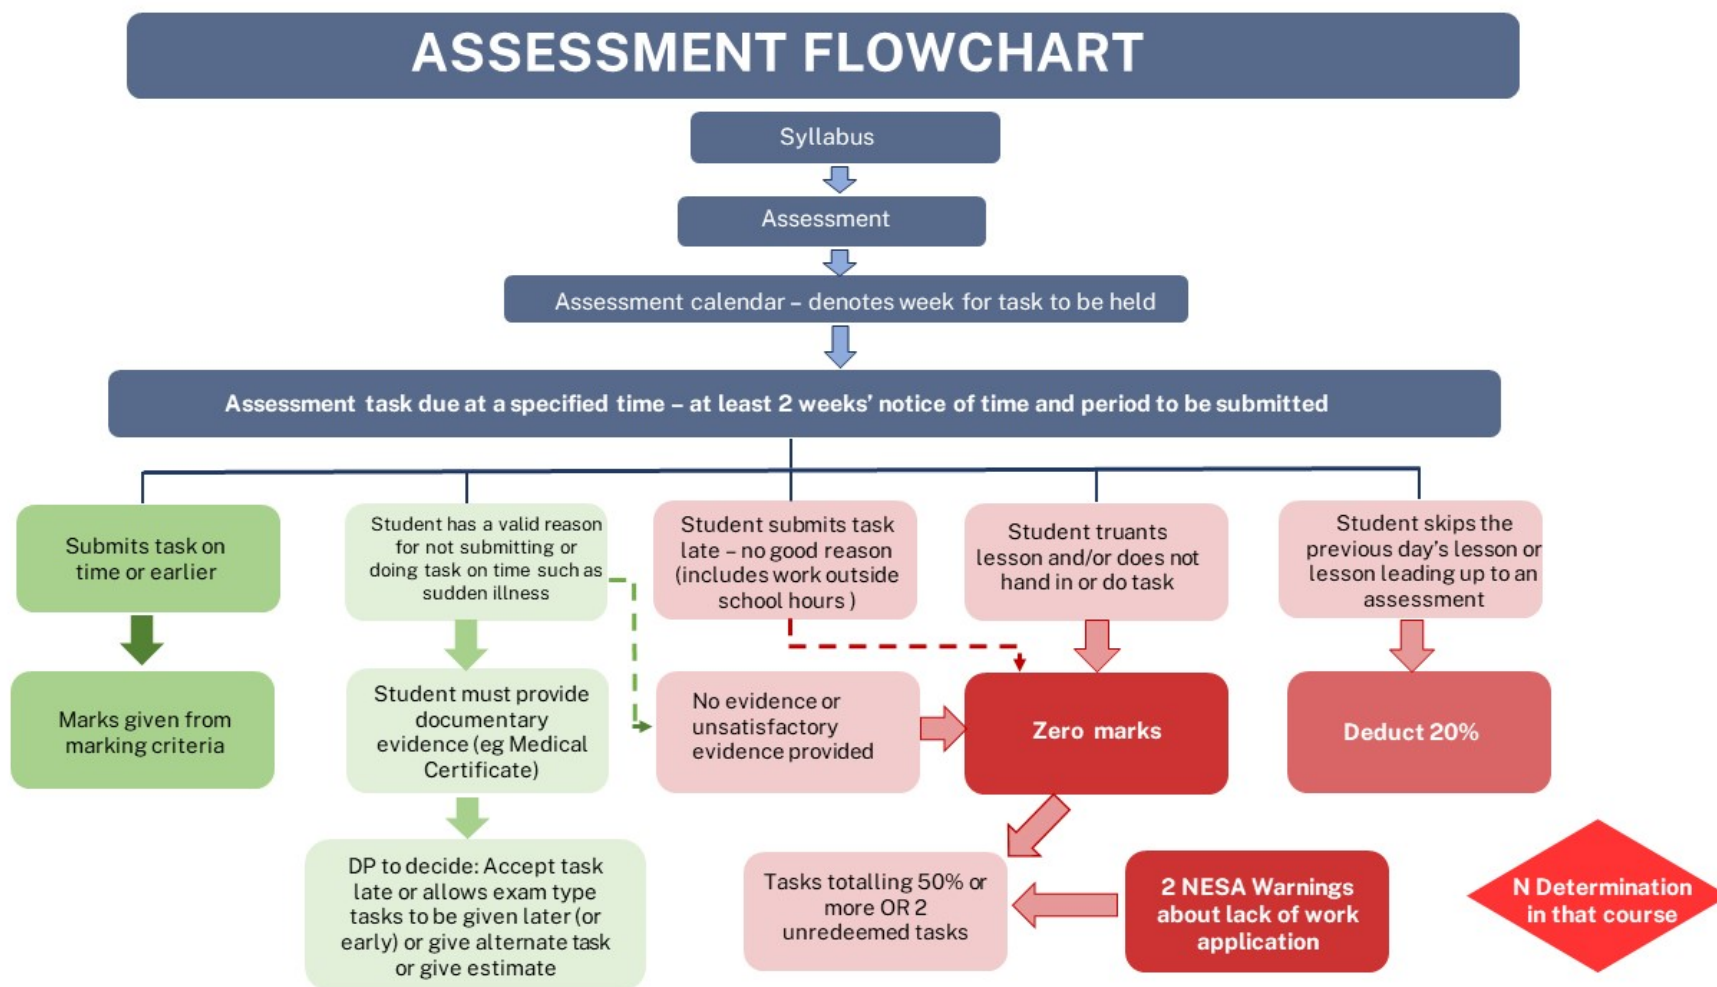 ASSESSMENT FLOWCHART
Syllabus
Assessment
Assessment calendar – denotes week for task to be held
Assessment task due at a specified time – at least 2 weeks' notice of time and period to be submitted
Submits task on
time or earlier
Student has a valid reason
for not submitting or
doing task on time such as
sudden illness
Student submits task
late – no good reason
(includes work outside
school hours )
Student truants
lesson and/or does not
hand in or do task
Student skips the
previous day's lesson or
lesson leading up to an
assessment
Marks given from
marking criteria
Student must provide
documentary
evidence (eg Medical
Certificate)
No evidence or
unsatisfactory
evidence provided
Zero marks
Deduct 20%
DP to decide: Accept task
late or allows exam type
tasks to be given later (or
early) or give alternate task
or give estimate
Tasks totalling 50% or
more OR 2
unredeemed tasks
2 NESA Warnings
about lack of work
application
N Determination
in that course